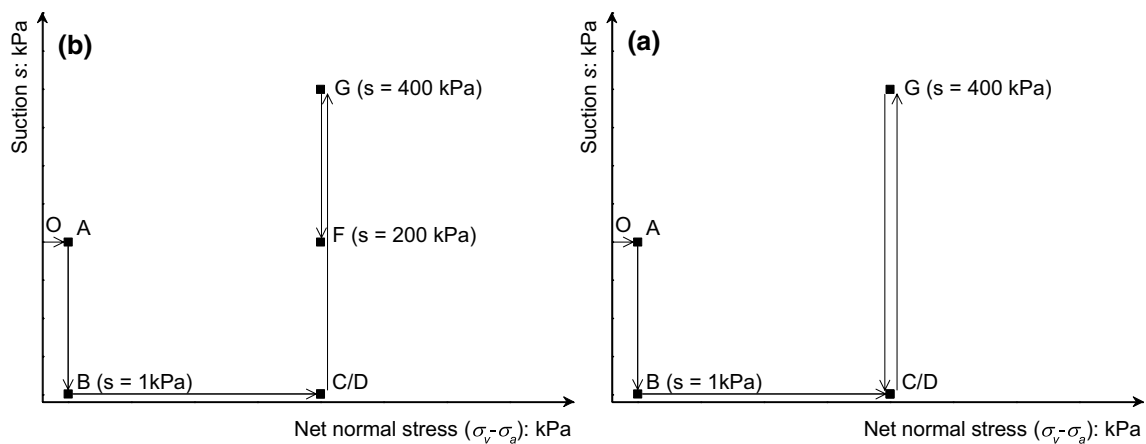 (b)
Suction s: kPa
G (s = 400 kPa)
O A
F (s = 200 kPa)
B (s = 1kPa)
C/D
Net normal stress (σv-σa): kPa
(a)
Suction s: kPa
G (s = 400 kPa)
O A
B (s = 1kPa)
C/D
Net normal stress (σv-σa): kPa